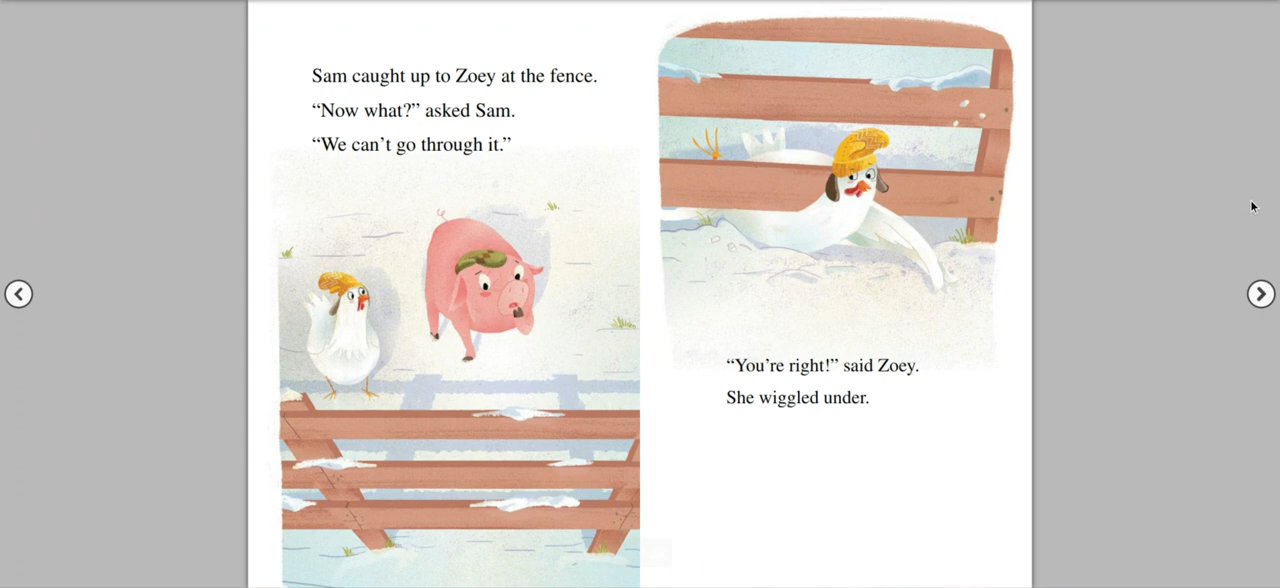 Sam caught up to Zoey at the fence.
“Now what?” asked Sam.
“We can’t go through it.”
“You’re right!” said Zoey.
She wiggled under.